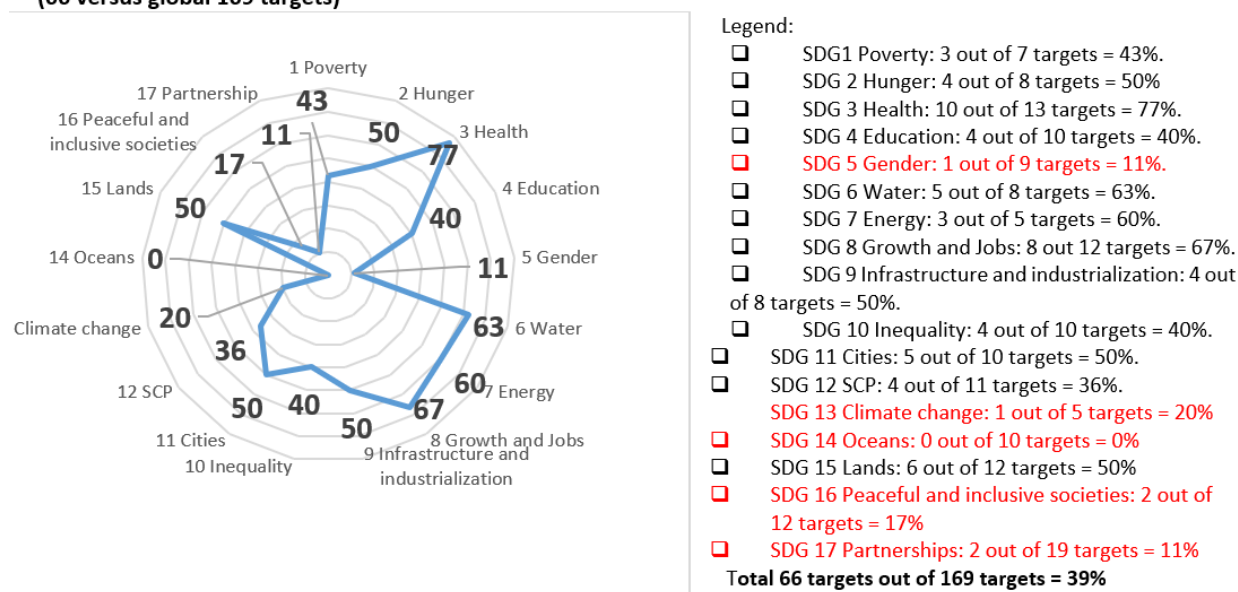 (66 versus global 169 targets)
1 Poverty
2 Hunger
3 Health
4 Education
5 Gender
6 Water
7 Energy
8 Growth and Jobs
9 Infrastructure and
industrialization
10 Inequality
11 Cities
12 SCP
Climate change
14 Oceans
15 Lands
16 Peaceful and
inclusive societies
17 Partnership
43
50
77
40
11
63
60
67
50
40
50
36
20
0
50
17
11
Legend:
SDG1 Poverty: 3 out of 7 targets = 43%.
SDG 2 Hunger: 4 out of 8 targets = 50%
SDG 3 Health: 10 out of 13 targets = 77%.
SDG 4 Education: 4 out of 10 targets = 40%.
SDG 5 Gender: 1 out of 9 targets = 11%.
SDG 6 Water: 5 out of 8 targets = 63%.
SDG 7 Energy: 3 out of 5 targets = 60%.
SDG 8 Growth and Jobs: 8 out 12 targets = 67%.
SDG 9 Infrastructure and industrialization: 4 out
of 8 targets = 50%.
SDG 10 Inequality: 4 out of 10 targets = 40%.
SDG 11 Cities: 5 out of 10 targets = 50%.
SDG 12 SCP: 4 out of 11 targets = 36%.
SDG 13 Climate change: 1 out of 5 targets = 20%
SDG 14 Oceans: 0 out of 10 targets = 0%
SDG 15 Lands: 6 out of 12 targets = 50%
SDG 16 Peaceful and inclusive societies: 2 out of
12 targets = 17%
SDG 17 Partnerships: 2 out of 19 targets = 11%
Total 66 targets out of 169 targets = 39%